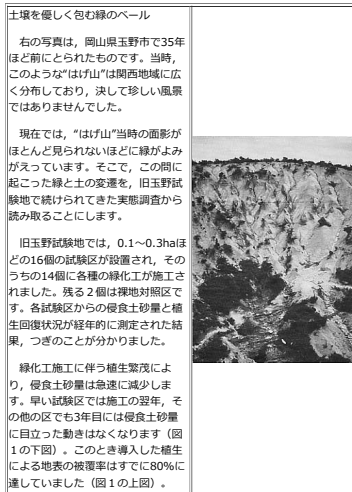 土壌を優しく包む緑のベール
右の写真は，岡山県玉野市で35年
ほど前にとられたものです。当時，
このような“はげ山”は関西地域に広
く分布しており，決して珍しい風景
ではありませんでした。
現在では，“はげ山”当時の面影が
ほとんど見られないほどに緑がよみ
がえっています。そこで，この間に
起こった緑と土の変遷を，旧玉野試
験地で続けられてきた実態調査から
読み取ることにします。
旧玉野試験地では，0.1～0.3haほ
どの16個の試験区が設置され，その
うちの14個に各種の緑化工が施工さ
れました。残る２個は裸地対照区で
す。各試験区からの侵食土砂量と植
生回復状況が経年的に測定された結
果，つぎのことが分かりました。
緑化工施工に伴う植生繁茂によ
り，侵食土砂量は急速に減少しま
す。早い試験区では施工の翌年，そ
の他の区でも3年目には侵食土砂量
に目立った動きはなくなります（図
１の下図）。このとき導入した植生
による地表の被覆率はすでに80%に
達していました（図１の上図）。